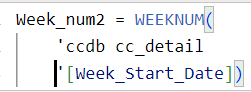 Week_num2 = WEEKNUM(
'ccdb cc_detail
'[Week_Start_Date])